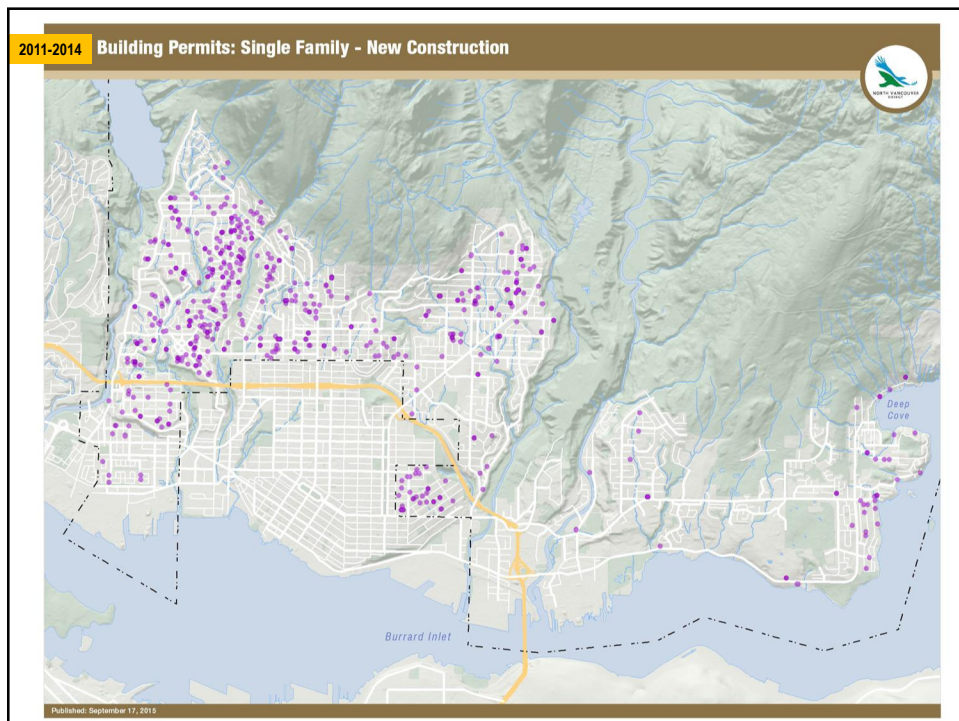 2011-2014
Building Permits: Single Family - New Construction
NORTH VANCOUVER
DISTRICT
Deep
Cove
Burrard Inlet
Published: September 17, 2015